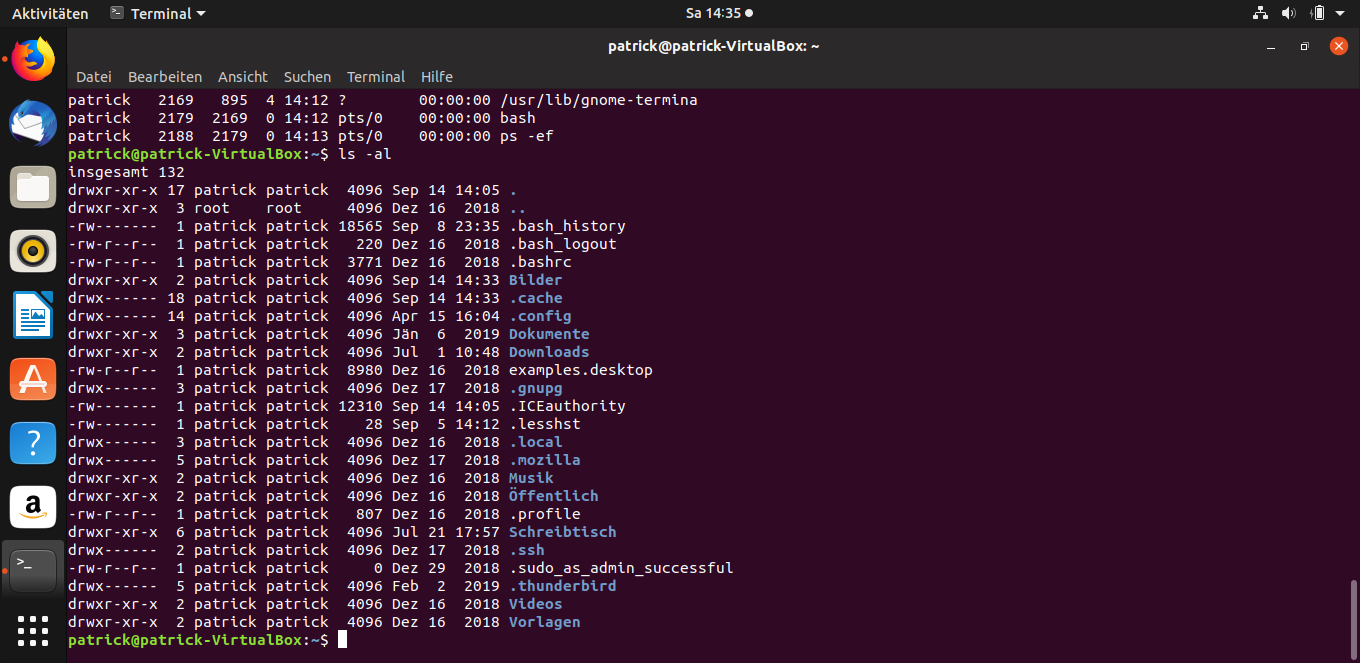 Aktivitäten Terminal Sa 14:35
patrick@patrick-VirtualBox: ~
Datei Bearbeiten Ansicht Suchen Terminal Hilfe
patrick   2169   895  4 14:12 ?        00:00:00 /usr/lib/gnome-termina
patrick   2179  2169  0 14:12 pts/0    00:00:00 bash
patrick   2188  2179  0 14:13 pts/0    00:00:00 ps -ef
patrick@patrick-VirtualBox:~$ ls -al
insgesamt 132
drwxr-xr-x 17 patrick patrick  4096 Sep 14 14:05 .
drwxr-xr-x  3 root    root     4096 Dez 16  2018 ..
-rw-------  1 patrick patrick 18565 Sep  8 23:35 .bash_history
-rw-r--r--  1 patrick patrick   220 Dez 16  2018 .bash_logout
-rw-r--r--  1 patrick patrick  3771 Dez 16  2018 .bashrc
drwxr-xr-x  2 patrick patrick  4096 Sep 14 14:33 Bilder
drwx------ 18 patrick patrick  4096 Sep 14 14:33 .cache
drwx------ 14 patrick patrick  4096 Apr 15 16:04 .config
drwxr-xr-x  3 patrick patrick  4096 Jän  6  2019 Dokumente
drwxr-xr-x  2 patrick patrick  4096 Jul  1 10:48 Downloads
-rw-r--r--  1 patrick patrick  8980 Dez 16  2018 examples.desktop
drwx------  3 patrick patrick  4096 Dez 17  2018 .gnupg
-rw-------  1 patrick patrick 12310 Sep 14 14:05 .ICEauthority
-rw-------  1 patrick patrick    28 Sep  5 14:12 .lesshst
drwx------  3 patrick patrick  4096 Dez 16  2018 .local
drwx------  5 patrick patrick  4096 Dez 17  2018 .mozilla
drwxr-xr-x  2 patrick patrick  4096 Dez 16  2018 Musik
drwxr-xr-x  2 patrick patrick  4096 Dez 16  2018 Öffentlich
-rw-r--r--  1 patrick patrick   807 Dez 16  2018 .profile
drwxr-xr-x  6 patrick patrick  4096 Jul 21 17:57 Schreibtisch
drwx------  2 patrick patrick  4096 Dez 17  2018 .ssh
-rw-r--r--  1 patrick patrick     0 Dez 29  2018 .sudo_as_admin_successful
drwx------  5 patrick patrick  4096 Feb  2  2019 .thunderbird
drwxr-xr-x  2 patrick patrick  4096 Dez 16  2018 Videos
drwxr-xr-x  2 patrick patrick  4096 Dez 16  2018 Vorlagen
patrick@patrick-VirtualBox:~$